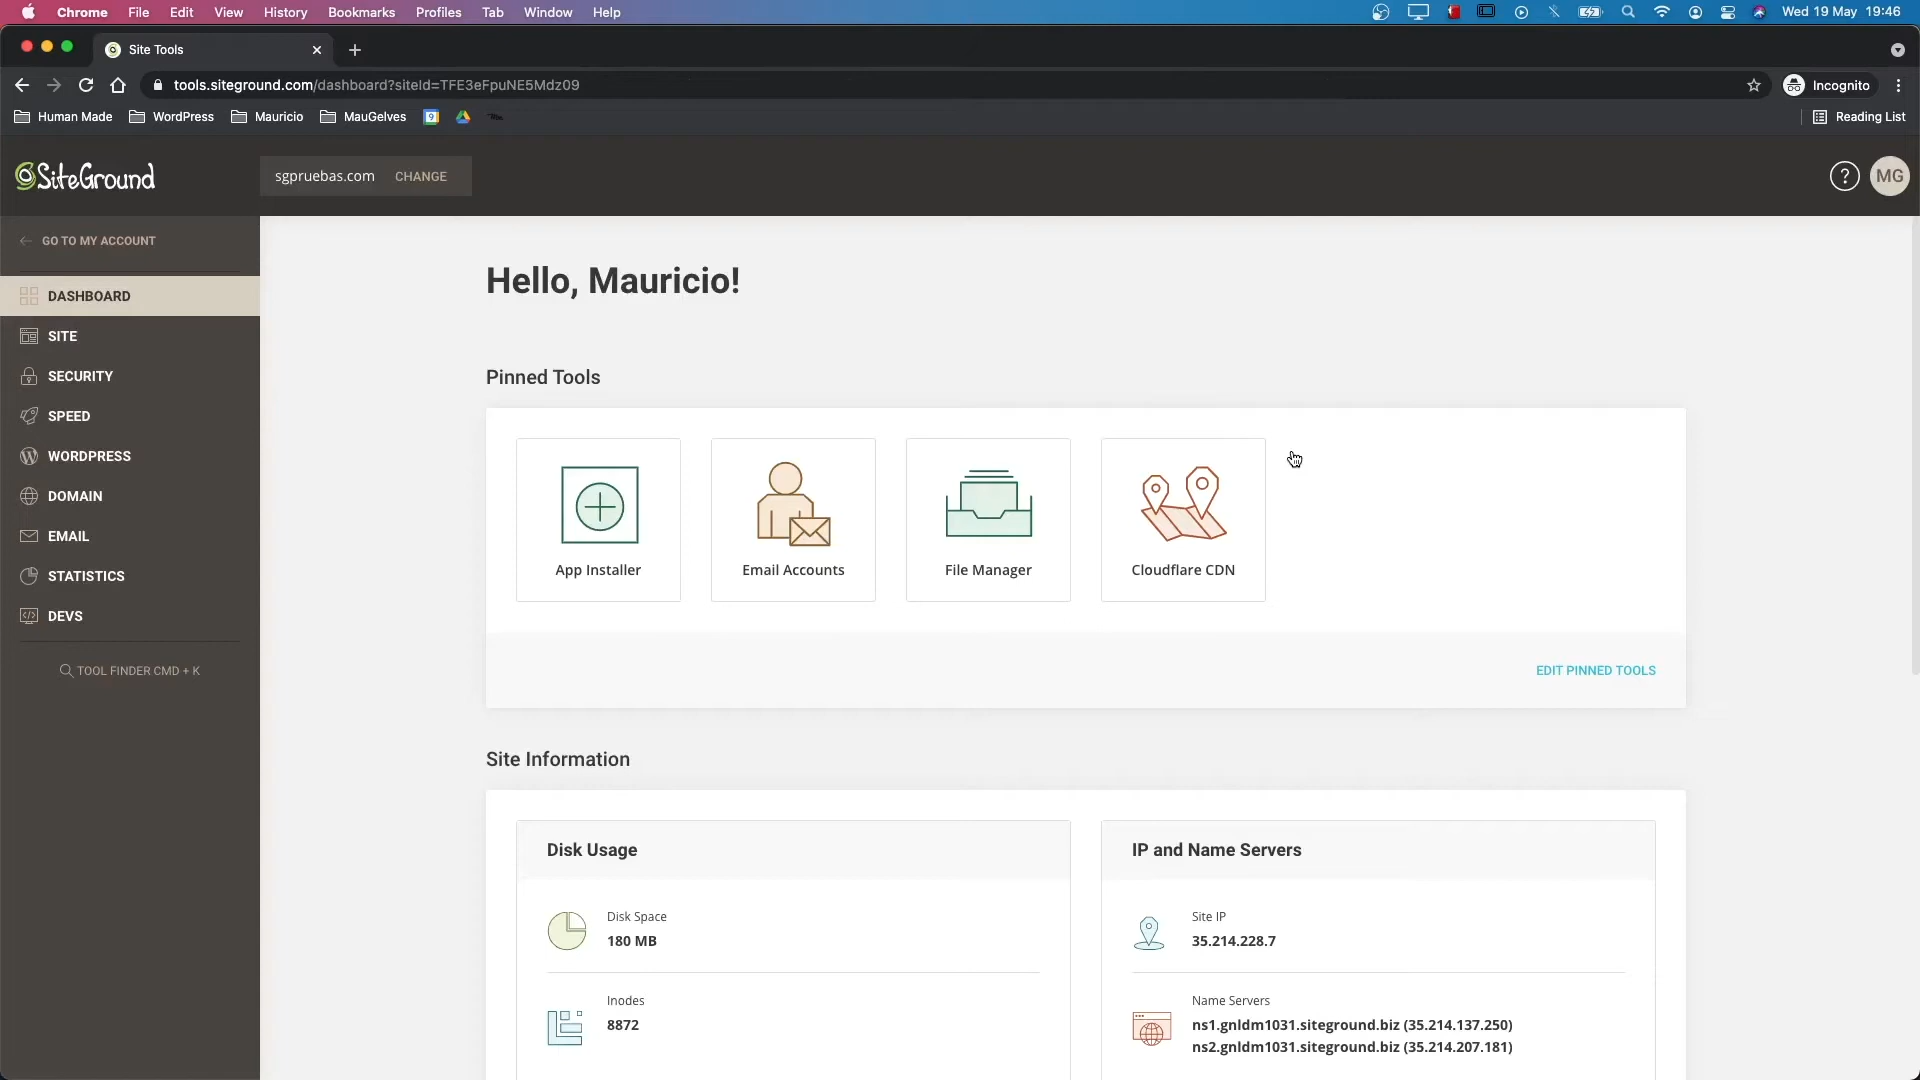 Chrome File Edit View History Bookmarks Profiles Tab Window Help Wed 19 May 19:46
Site Tools
tools.siteground.com/dashboard?siteId=TFE3eFpuNE5Mdz09 Incognito
Human Made WordPress Mauricio MauGelves 9 Reading List
SiteGround sgpruebas.com CHANGE ? MG
GO TO MY ACCOUNT
DASHBOARD
SITE
SECURITY
SPEED
WORDPRESS
DOMAIN
EMAIL
STATISTICS
DEVS
TOOL FINDER CMD + K
Hello, Mauricio!
Pinned Tools
App Installer Email Accounts File Manager Cloudflare CDN
EDIT PINNED TOOLS
Site Information
Disk Usage
Disk Space
180 MB
Inodes
8872
IP and Name Servers
Site IP
35.214.228.7
Name Servers
ns1.gnldm1031.siteground.biz (35.214.137.250)
ns2.gnldm1031.siteground.biz (35.214.207.181)